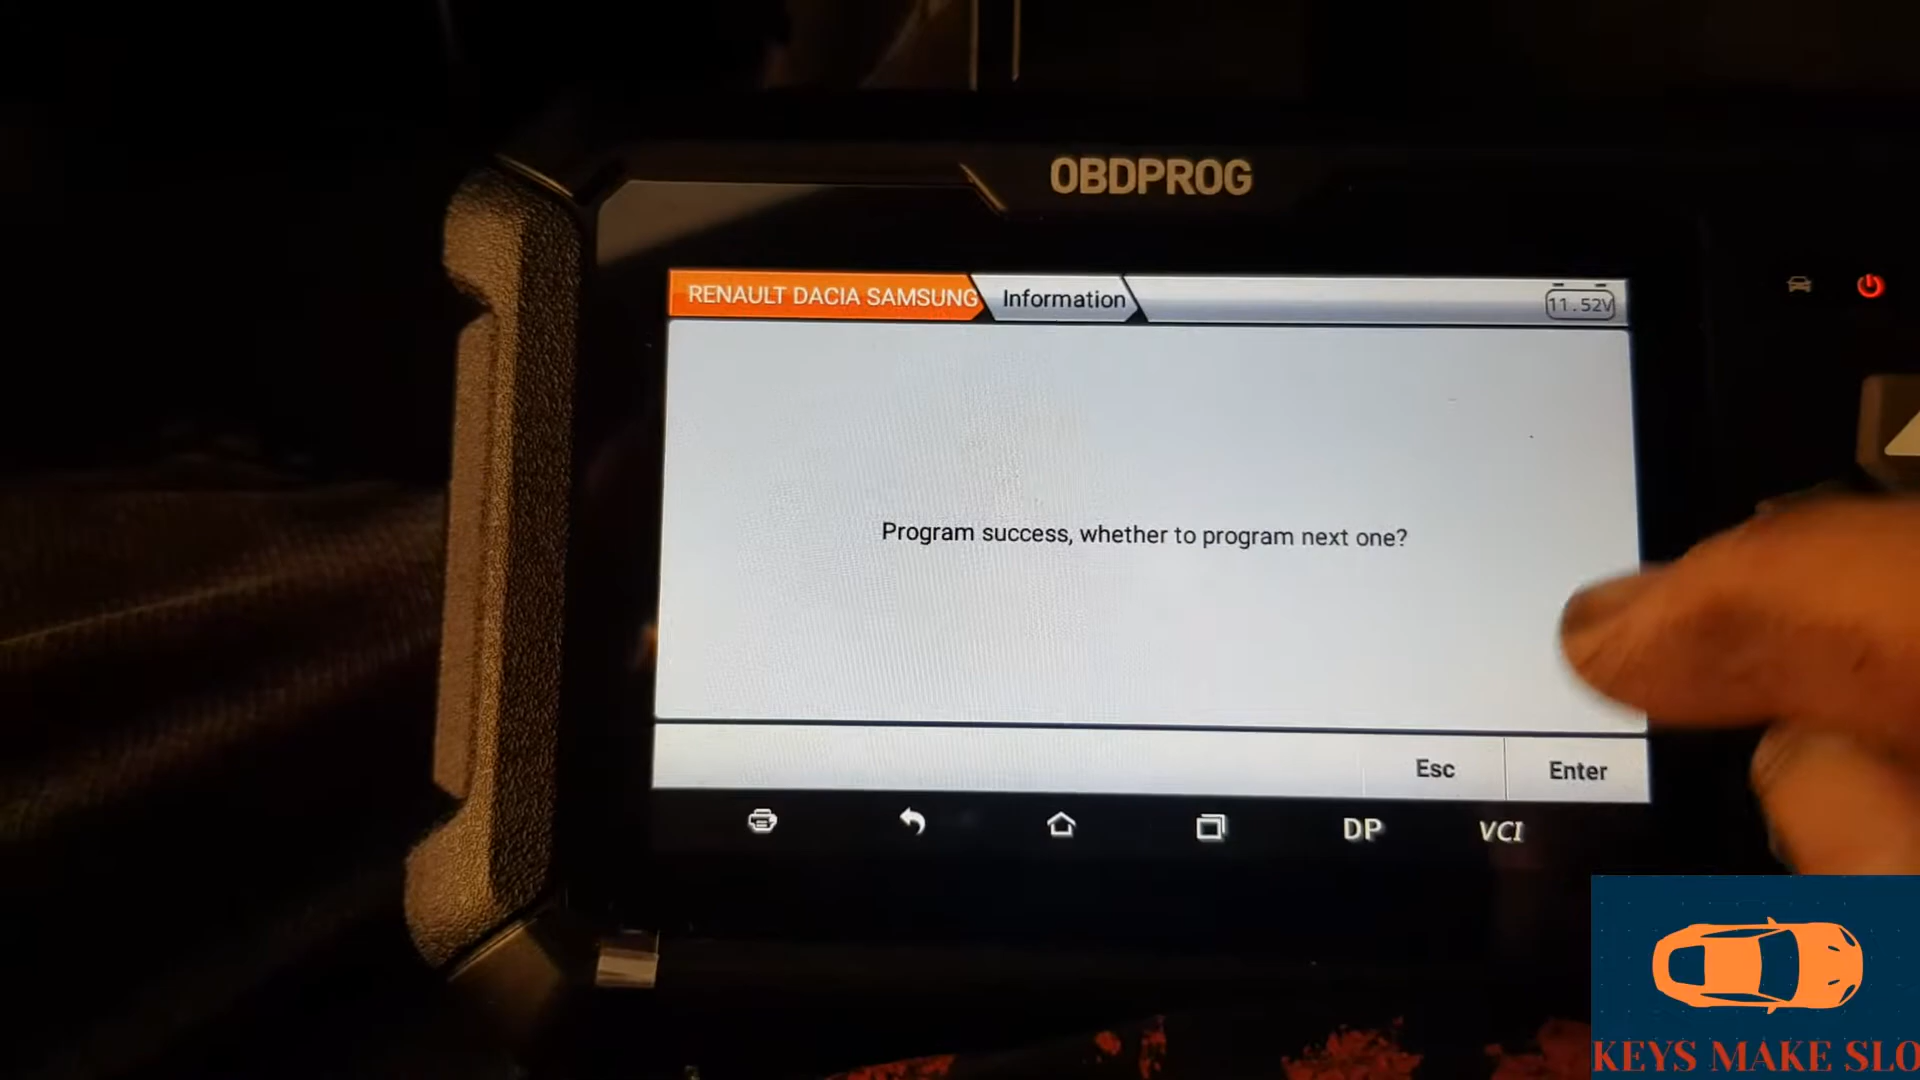 OBDPROG
RENAULT DACIA SAMSUNG
Information
11.52V
Program success, whether to program next one?
Esc
Enter
DP
VCI
KEYS MAKE SLO